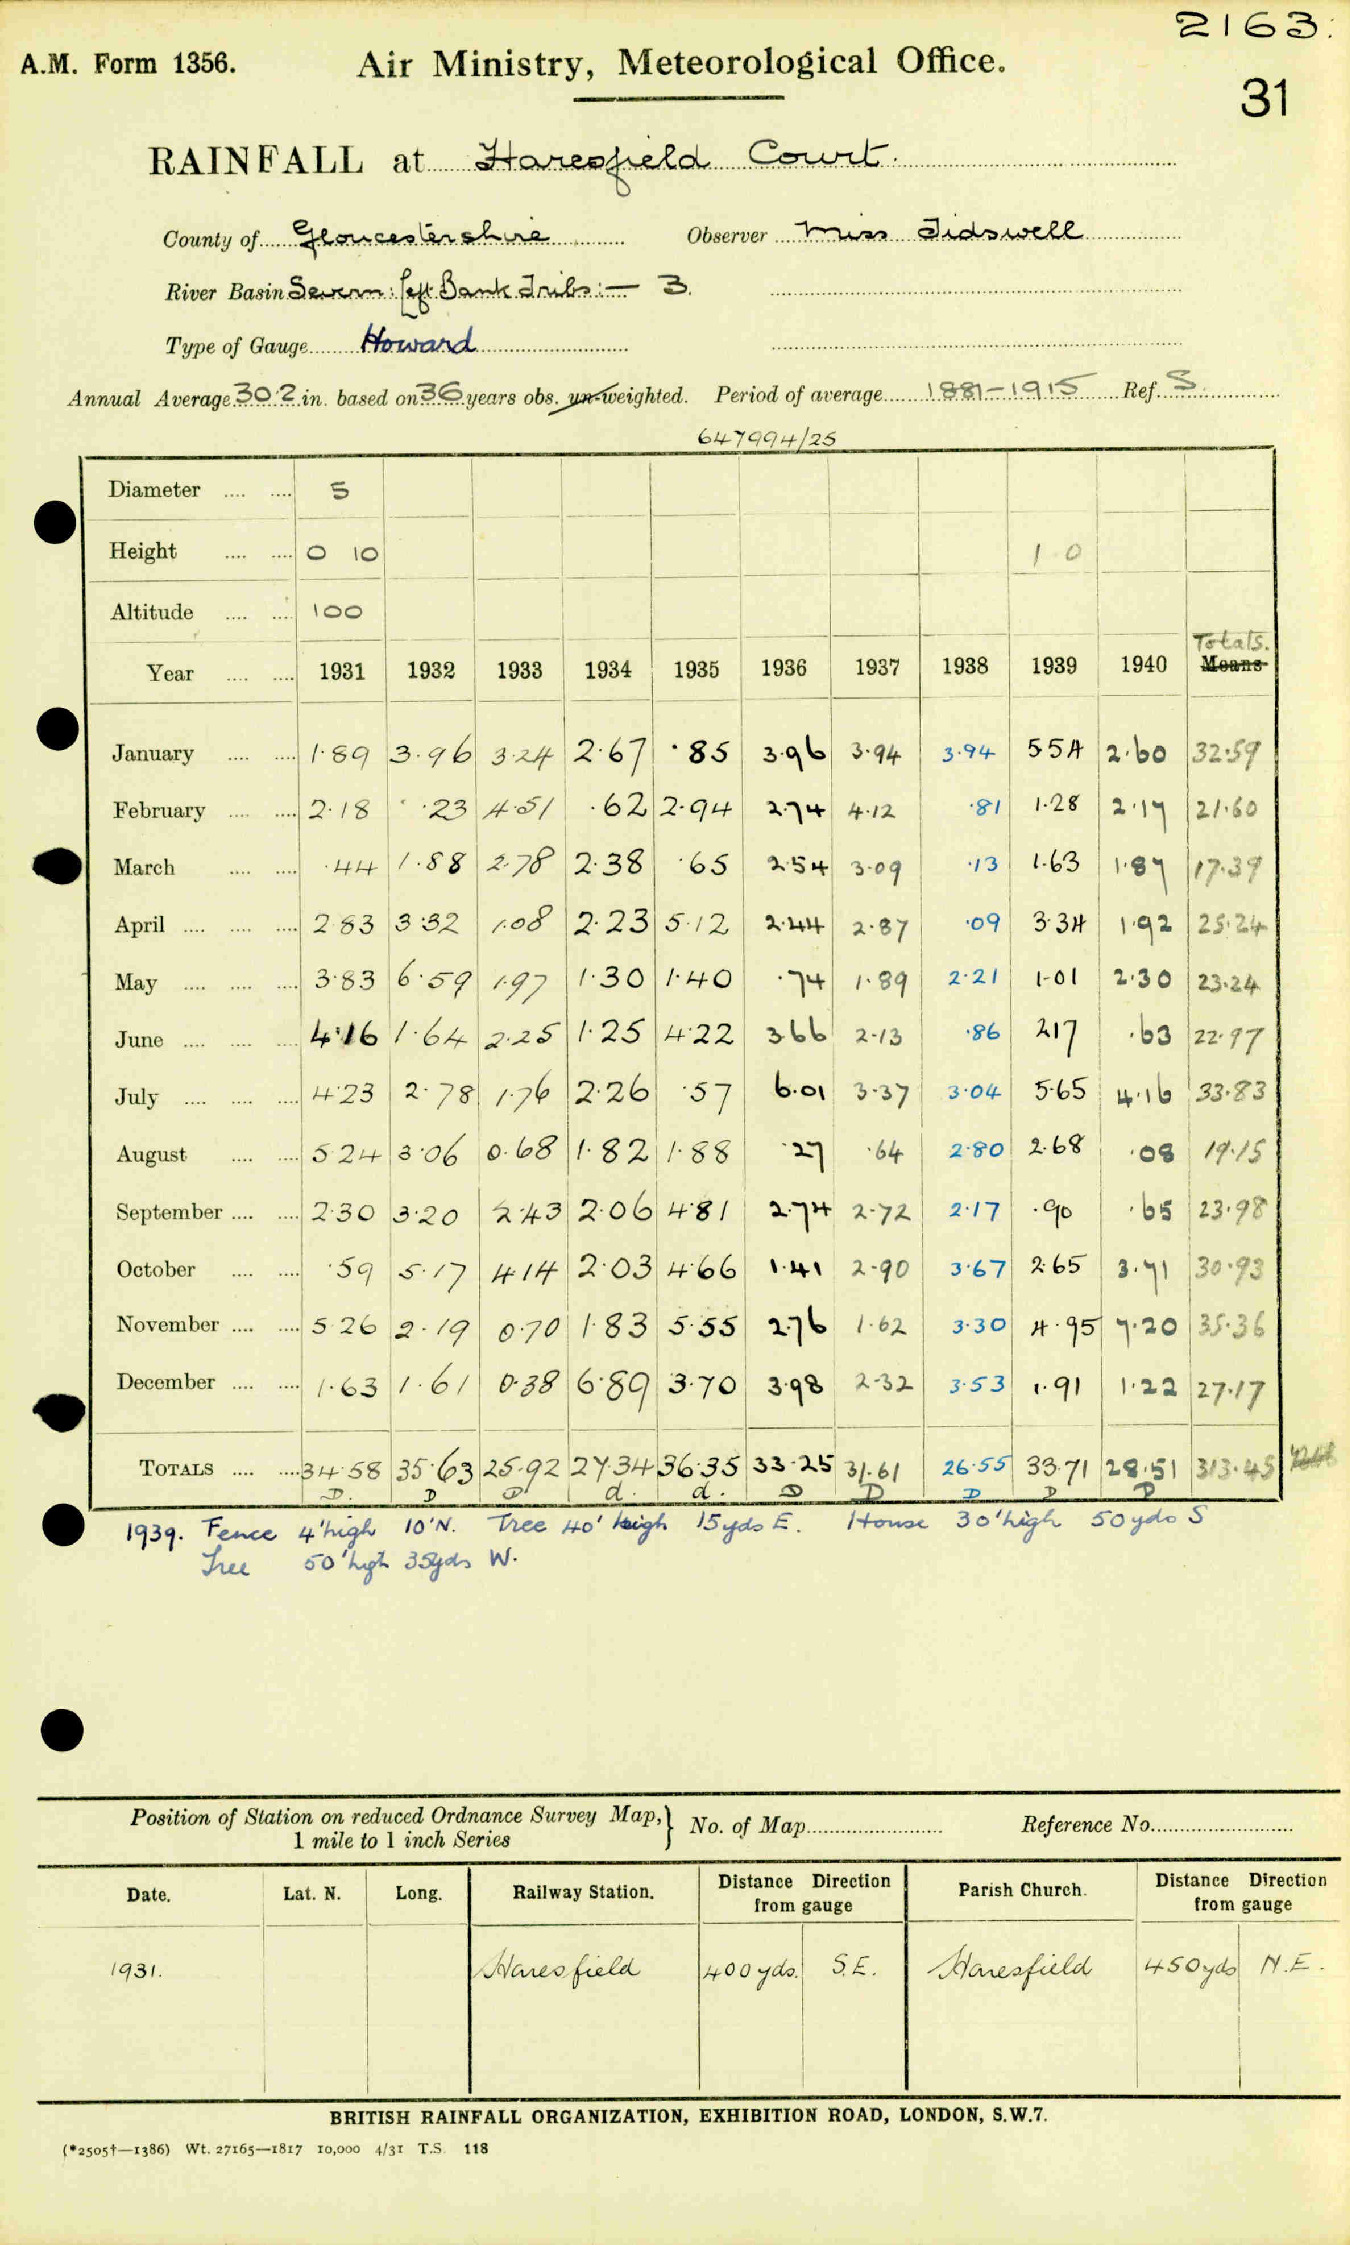 2163.
A.M. Form 1356. Air Ministry, Meteorological Office.
31
RAINFALL at Haresfield Court.
County of Gloucestershire Observer Miss Tidswell
River Basin Severn: Left Bank Tribs:— 3.
Type of Gauge Howard
Annual Average 30.2 in. based on 36 years obs. un-weighted. Period of average 1881-1915 Ref. S.
647994/25
Diameter .... .... 5
Height .... .... 0 10 1 0
Altitude .... .... 100
Totals.
Year .... .... 1931 1932 1933 1934 1935 1936 1937 1938 1939 1940 Means
January .... .... 1.89 3.96 3.24 2.67 .85 3.96 3.94 3.94 5.54 2.60 32.59
February .... .... 2.18 .23 4.51 .62 2.94 2.74 4.12 .81 1.28 2.17 21.60
March .... .... .44 1.88 2.78 2.38 .65 2.54 3.09 .13 1.63 1.87 17.39
April .... .... .... 2.83 3.32 1.08 2.23 5.12 2.44 2.87 .09 3.34 1.92 25.24
May .... .... .... 3.83 6.59 1.97 1.30 1.40 .74 1.89 2.21 1.01 2.30 23.24
June .... .... .... 4.16 1.64 2.25 1.25 4.22 3.66 2.13 .86 2.17 .63 22.97
July .... .... .... 4.23 2.78 1.76 2.26 .57 6.01 3.37 3.04 5.65 4.16 33.83
August .... .... 5.24 3.06 0.68 1.82 1.88 .27 .64 2.80 2.68 .08 19.15
September .... .... 2.30 3.20 2.43 2.06 4.81 2.74 2.72 2.17 .90 .65 23.98
October .... .... .59 5.17 4.14 2.03 4.66 1.41 2.90 3.67 2.65 3.71 30.93
November .... .... 5.26 2.19 0.70 1.83 5.55 2.76 1.62 3.30 4.95 7.20 35.36
December .... .... 1.63 1.61 0.38 6.89 3.70 3.98 2.32 3.53 1.91 1.22 27.17
TOTALS .... .... 34.58 35.63 25.92 27.34 36.35 33.25 31.61 26.55 33.71 28.51 313.45
D. D D d. d. D D D D D
1939. Fence 4' high 10' N. Tree 40' high 15 yds E. House 30' high 50 yds S
Tree 50' high 35 yds W.
Position of Station on reduced Ordnance Survey Map,} No. of Map Reference No.
1 mile to 1 inch Series
Date. Lat. N. Long. Railway Station. Distance Direction from gauge Parish Church. Distance Direction from gauge
1931. Haresfield 400 yds. S.E. Haresfield 450 yds N.E.
BRITISH RAINFALL ORGANIZATION, EXHIBITION ROAD, LONDON, S.W.7.
(*2505†—1386) Wt. 27165—1817 10,000 4/31 T.S. 118